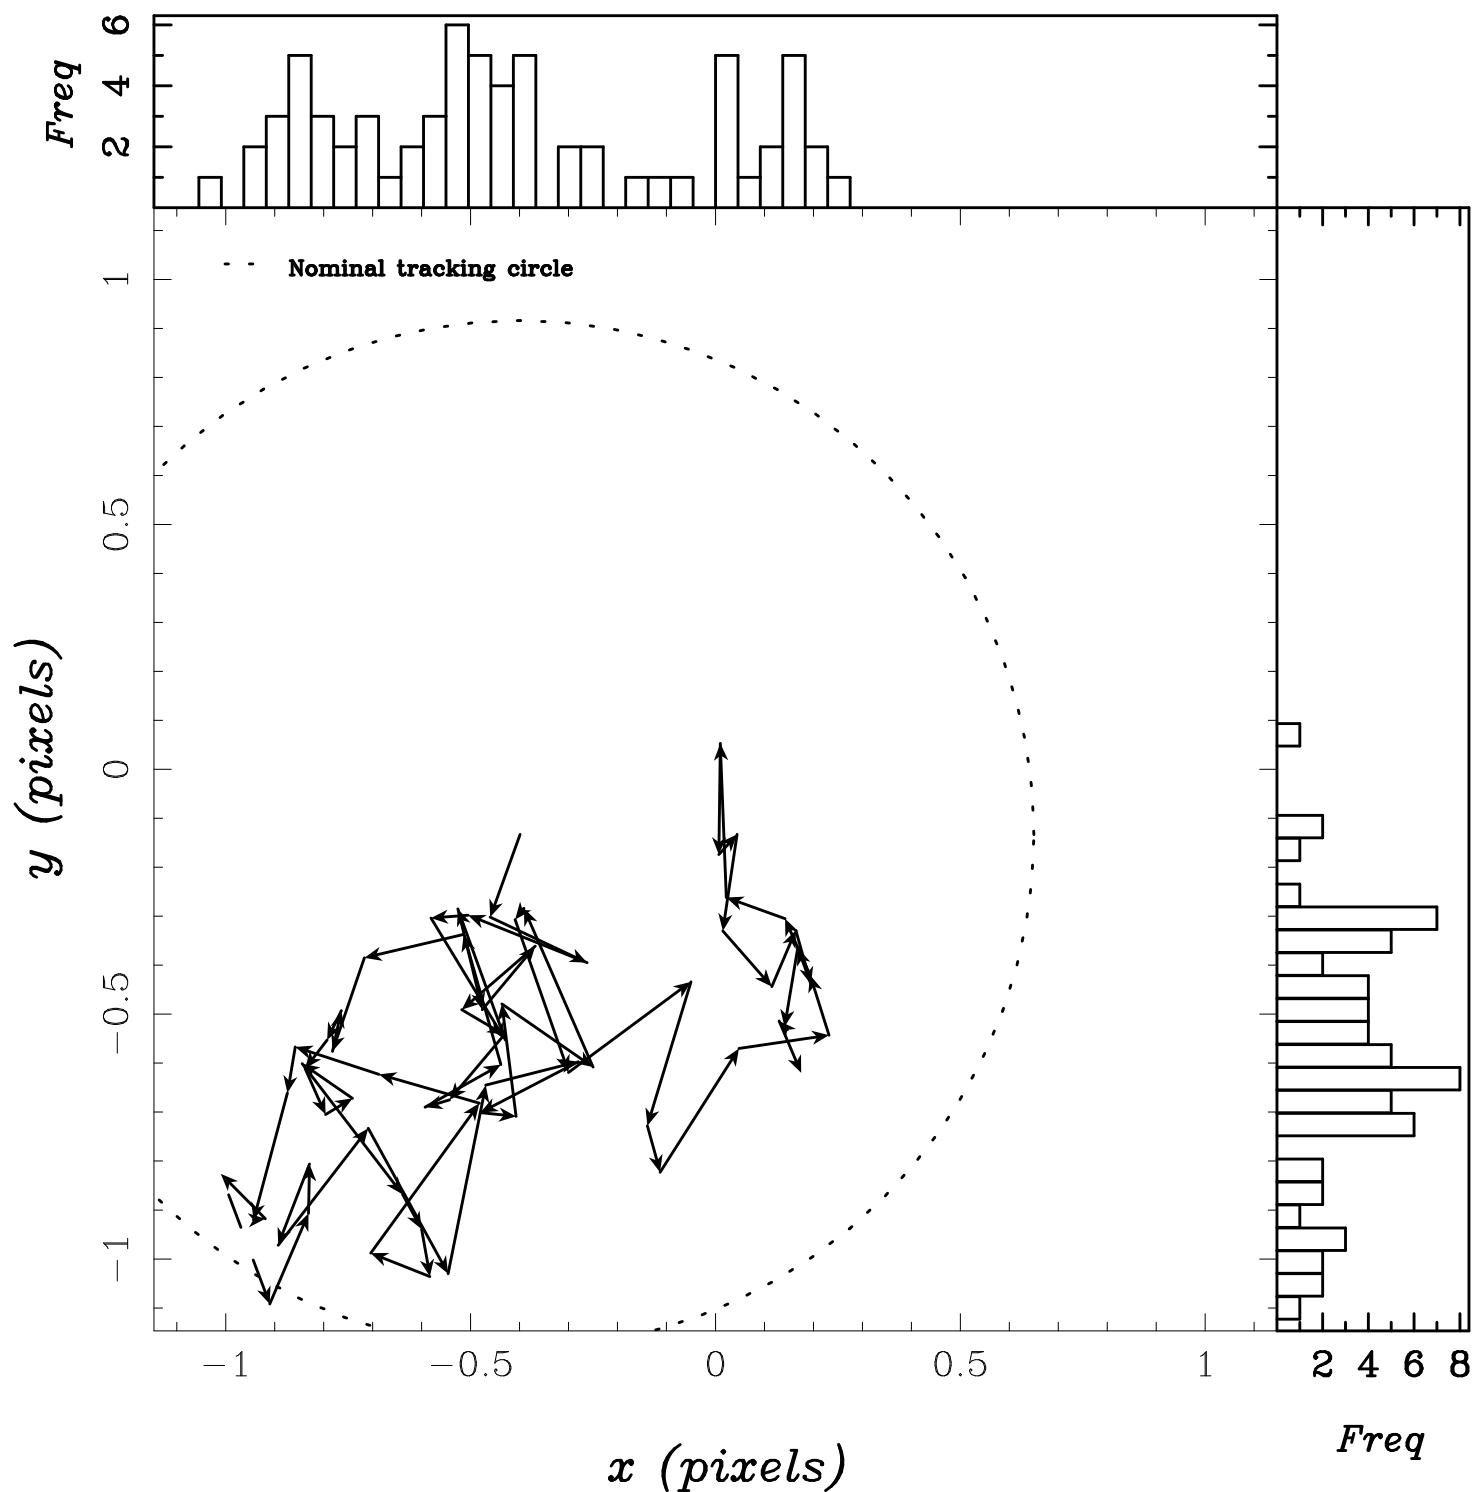 Freq
2 4 6
Nominal tracking circle
y (pixels)
1
0.5
0
−0.5
−1
−1 −0.5 0 0.5 1
2 4 6 8
x (pixels)
Freq